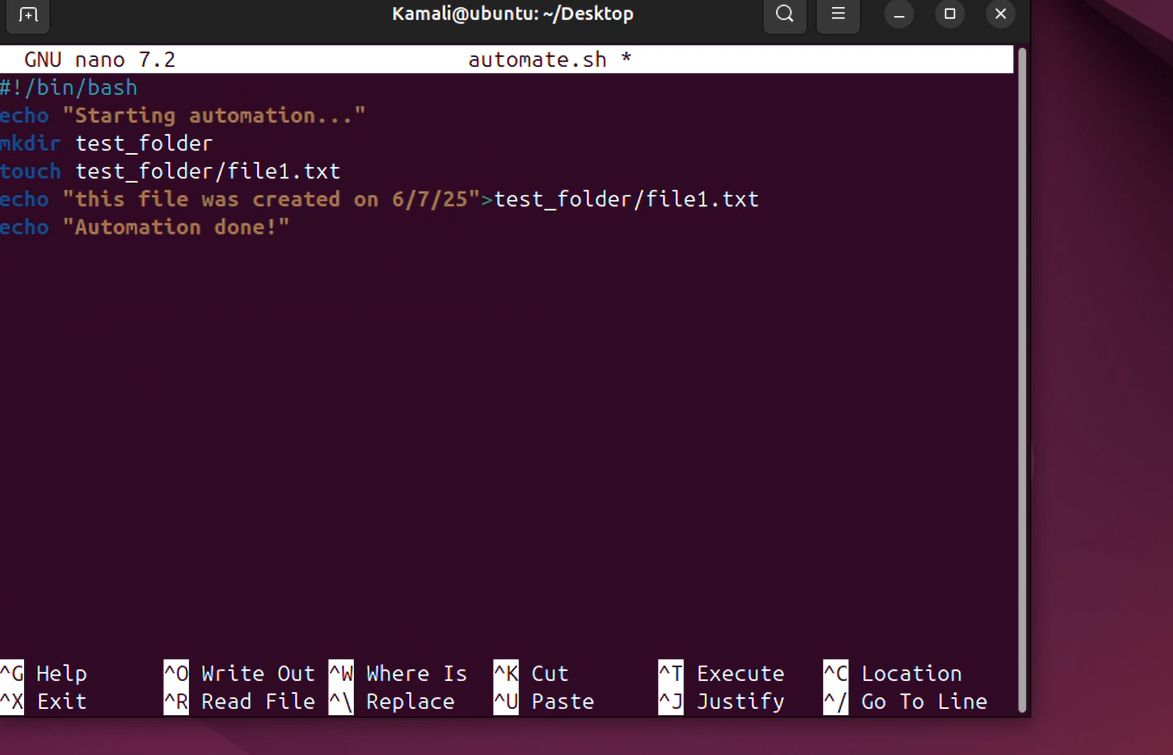 Kamali@ubuntu: ~/Desktop
GNU nano 7.2 automate.sh *
#!/bin/bash
echo "Starting automation..."
mkdir test_folder
touch test_folder/file1.txt
echo "this file was created on 6/7/25">test_folder/file1.txt
echo "Automation done!"
^G Help ^O Write Out ^W Where Is ^K Cut ^T Execute ^C Location
^X Exit ^R Read File ^\ Replace ^U Paste ^J Justify ^/ Go To Line